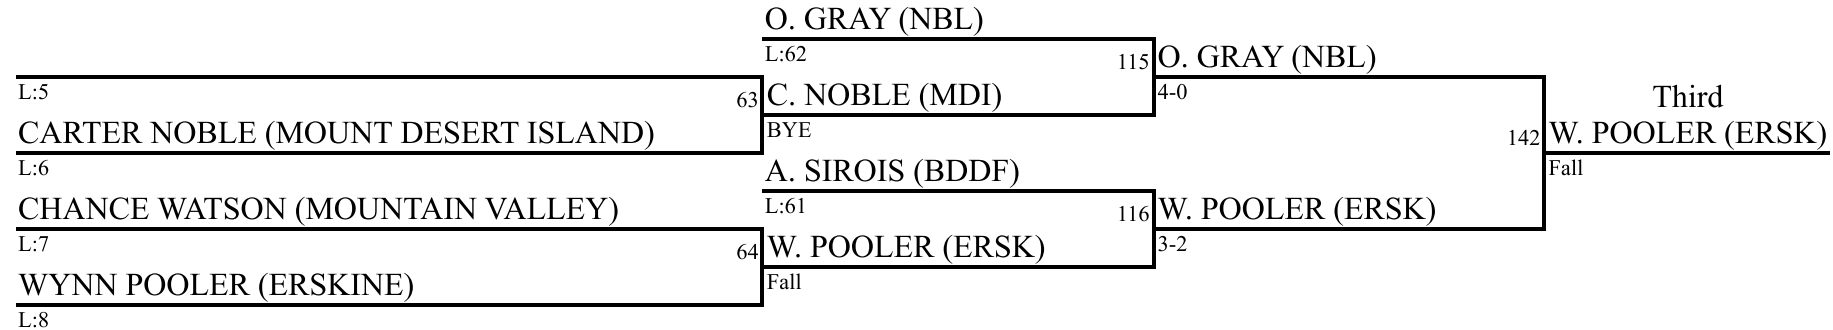 O. GRAY (NBL)
L:62
115
O. GRAY (NBL)
4-0
L:5
63
C. NOBLE (MDI)
BYE
CARTER NOBLE (MOUNT DESERT ISLAND)
L:6
Third
142
W. POOLER (ERSK)
Fall
A. SIROIS (BDDF)
L:61
116
W. POOLER (ERSK)
3-2
CHANCE WATSON (MOUNTAIN VALLEY)
L:7
64
W. POOLER (ERSK)
Fall
WYNN POOLER (ERSKINE)
L:8